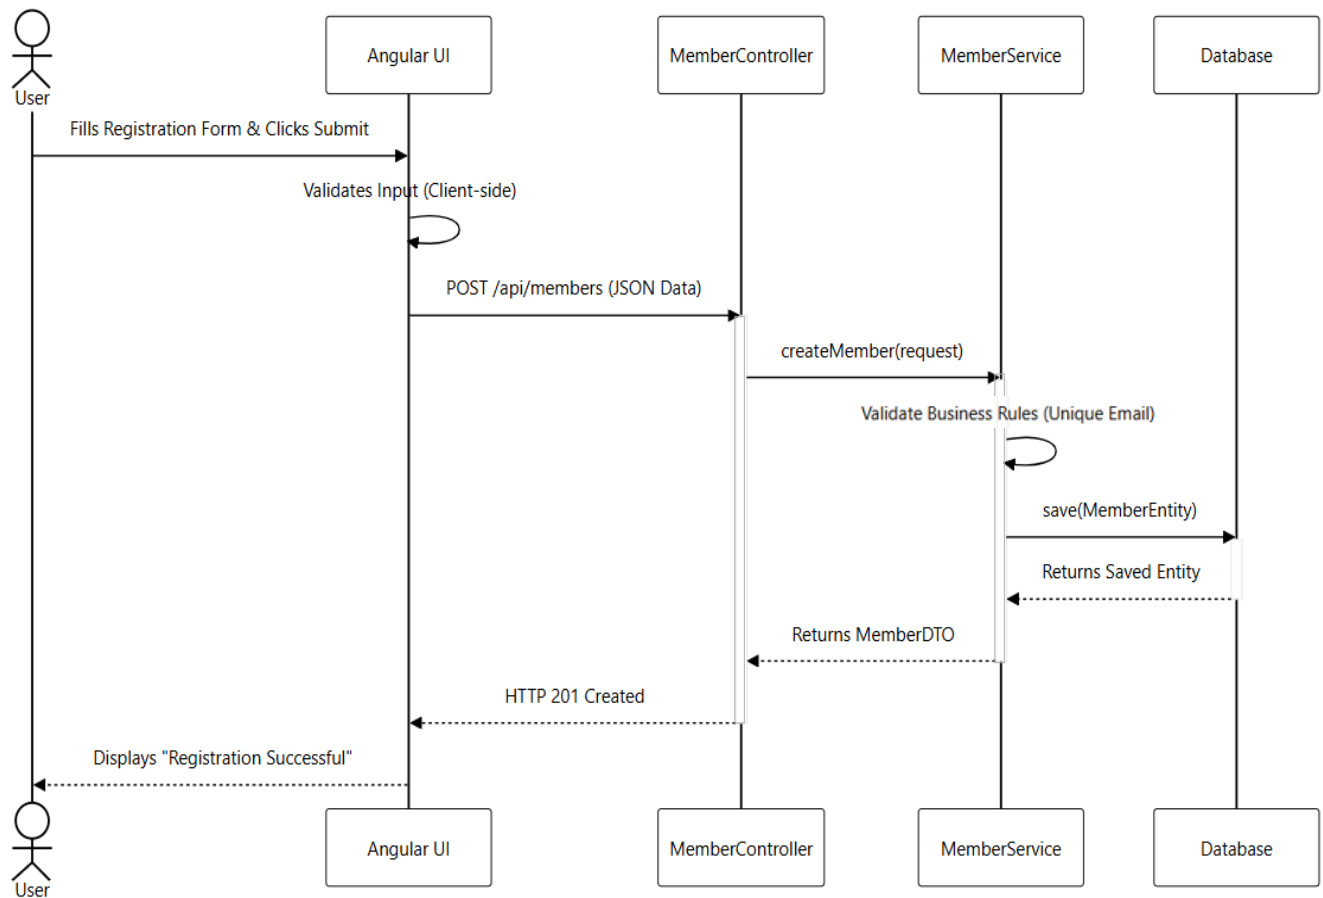 User
Angular UI
MemberController
MemberService
Database
Fills Registration Form & Clicks Submit
Validates Input (Client-side)
POST /api/members (JSON Data)
createMember(request)
Validate Business Rules (Unique Email)
save(MemberEntity)
Returns Saved Entity
Returns MemberDTO
HTTP 201 Created
Displays "Registration Successful"
User
Angular UI
MemberController
MemberService
Database